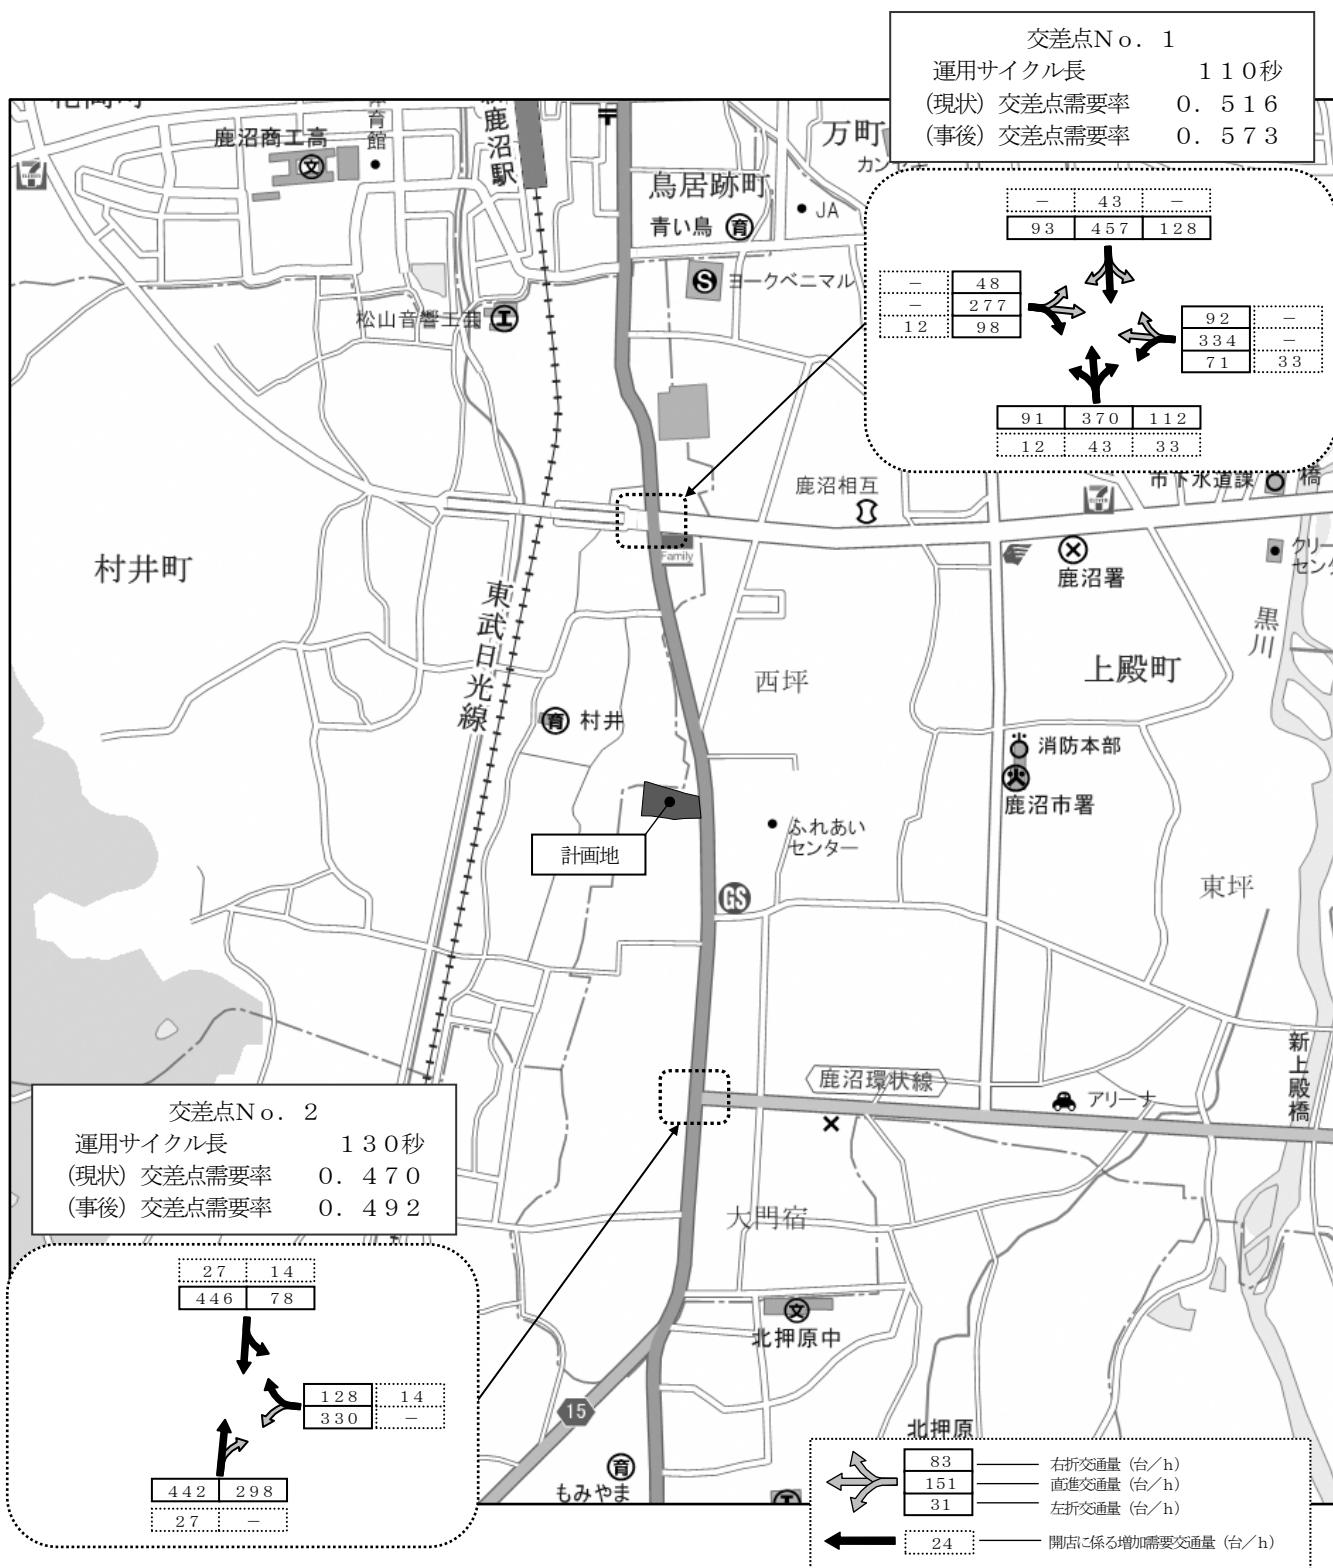 交差点No. 1
運用サイクル長 110秒
(現状) 交差点需要率 0. 516
(事後) 交差点需要率 0. 573
－ 43 －
93 457 128
－ 48
－ 277
12 98
92 －
334 －
71 33
91 370 112
12 43 33
鹿沼商工高
育館
鹿沼駅
万町
鳥居跡町
JA
青い鳥
育
文
S
ヨークベニマル
松山音響工芸
工
鹿沼相互
市下水道課
橋
Family
鹿沼署
村井町
東武日光線
西坪
上殿町
黒川
育
村井
消防本部
鹿沼市署
計画地
ふれあい
センター
GS
東坪
鹿沼環状線
アリーナ
新上殿橋
交差点No. 2
運用サイクル長 130秒
(現状) 交差点需要率 0. 470
(事後) 交差点需要率 0. 492
27 14
446 78
128 14
330 －
442 298
27 －
大門宿
文
北押原中
15
育
もみやま
北押原
83 右折交通量 (台／h)
151 直進交通量 (台／h)
31 左折交通量 (台／h)
24 開店に係る増加需要交通量 (台／h)